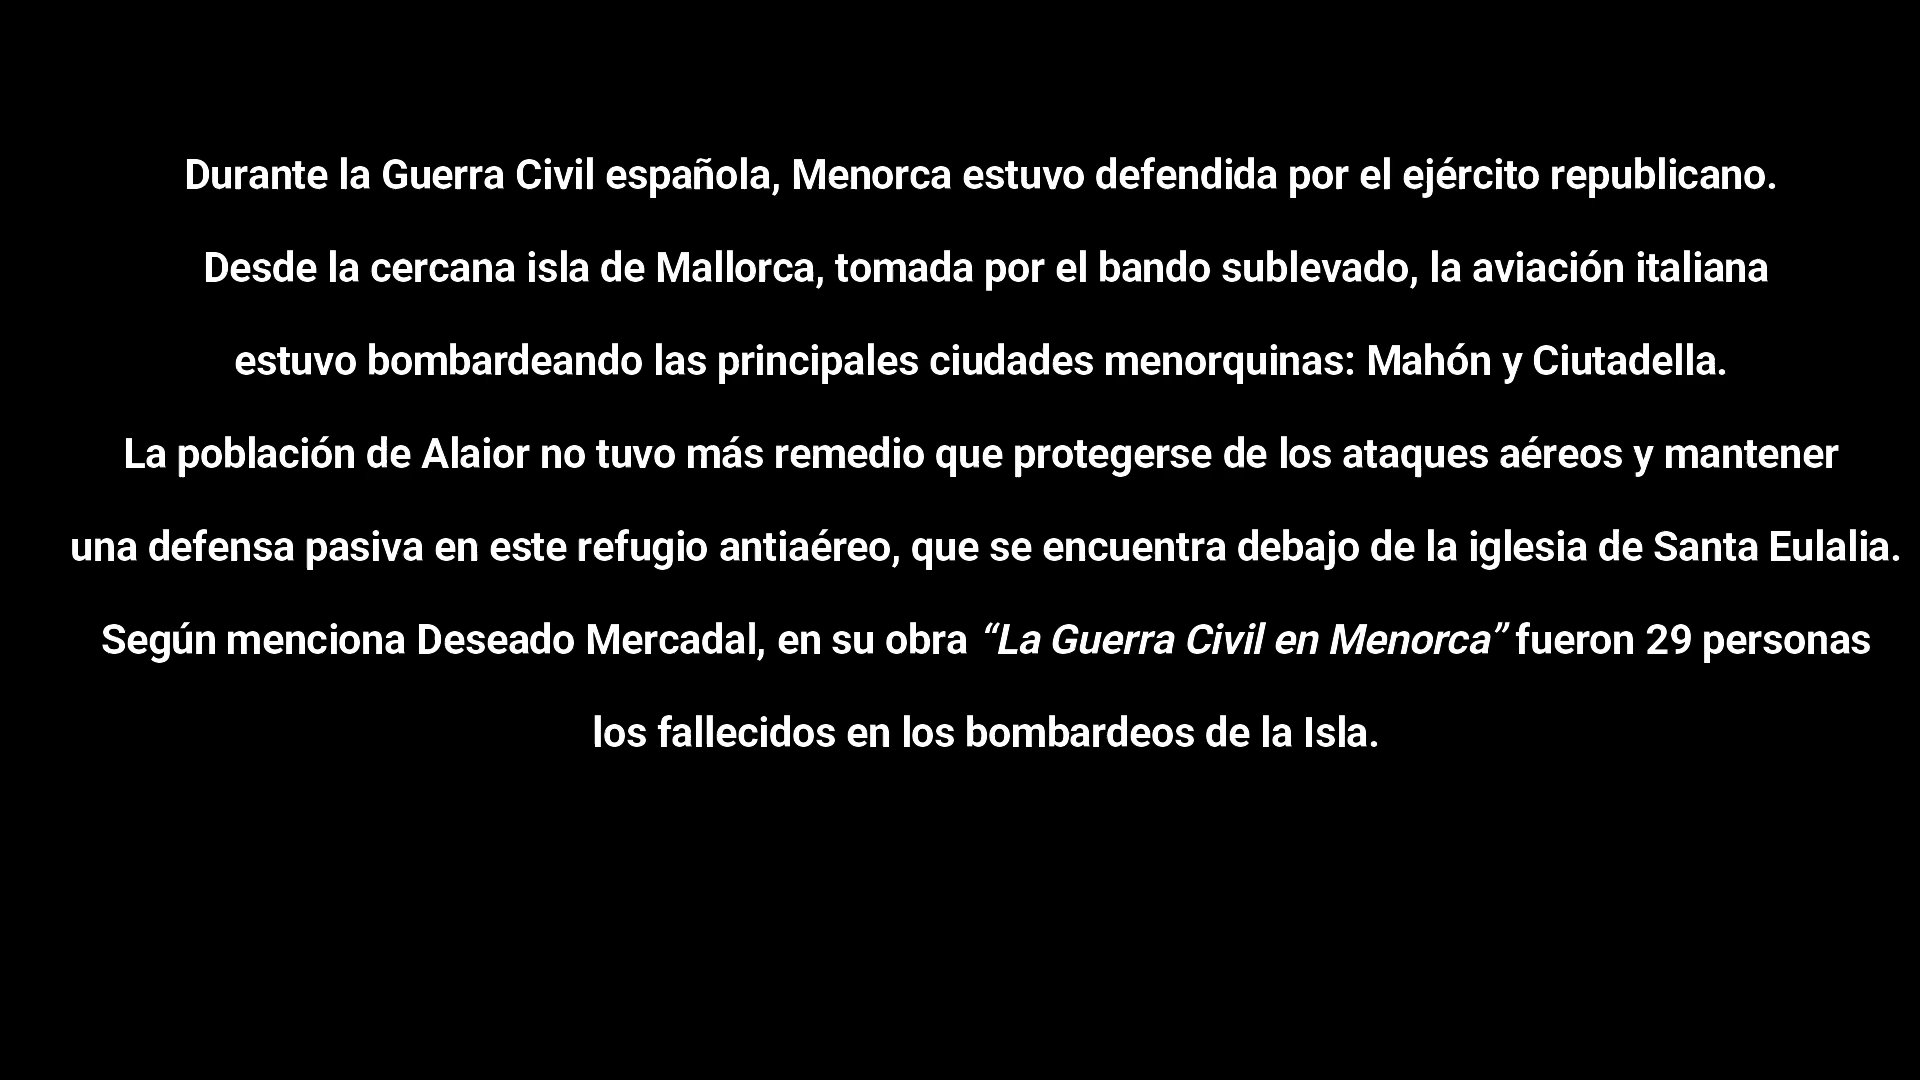 Durante la Guerra Civil española, Menorca estuvo defendida por el ejército republicano.
Desde la cercana isla de Mallorca, tomada por el bando sublevado, la aviación italiana
estuvo bombardeando las principales ciudades menorquinas: Mahón y Ciutadella.
La población de Alaior no tuvo más remedio que protegerse de los ataques aéreos y mantener
una defensa pasiva en este refugio antiaéreo, que se encuentra debajo de la iglesia de Santa Eulalia.
Según menciona Deseado Mercadal, en su obra “La Guerra Civil en Menorca” fueron 29 personas
los fallecidos en los bombardeos de la Isla.